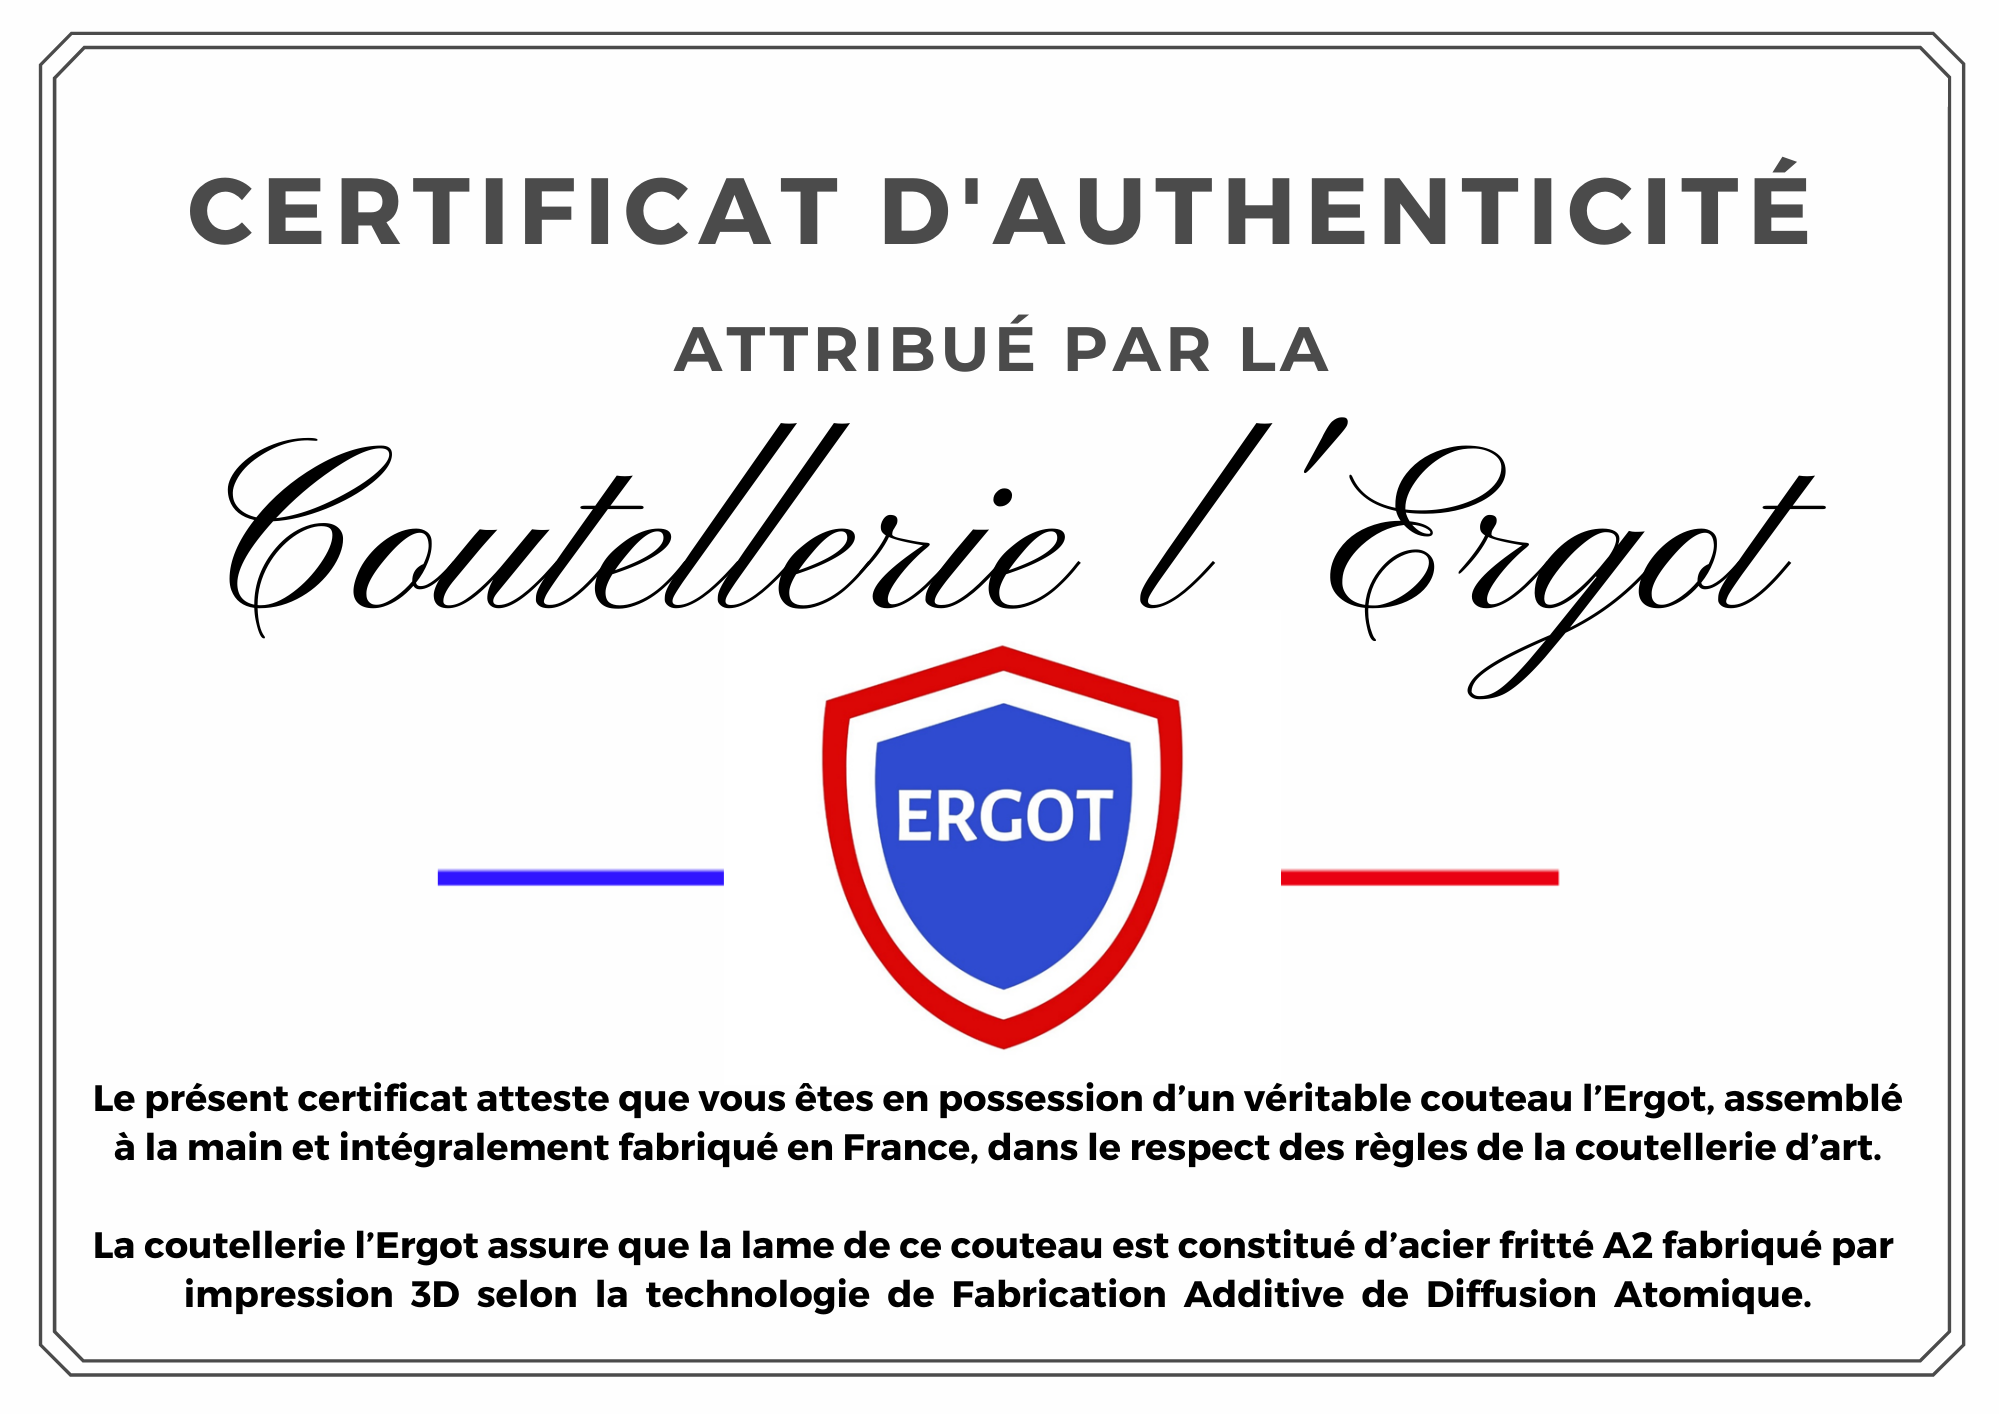 CERTIFICAT D'AUTHENTICITÉ
ATTRIBUÉ PAR LA
Coutellerie l'Ergot
ERGOT
Le présent certificat atteste que vous êtes en possession d’un véritable couteau l’Ergot, assemblé
à la main et intégralement fabriqué en France, dans le respect des règles de la coutellerie d’art.
La coutellerie l’Ergot assure que la lame de ce couteau est constitué d’acier fritté A2 fabriqué par
impression 3D selon la technologie de Fabrication Additive de Diffusion Atomique.